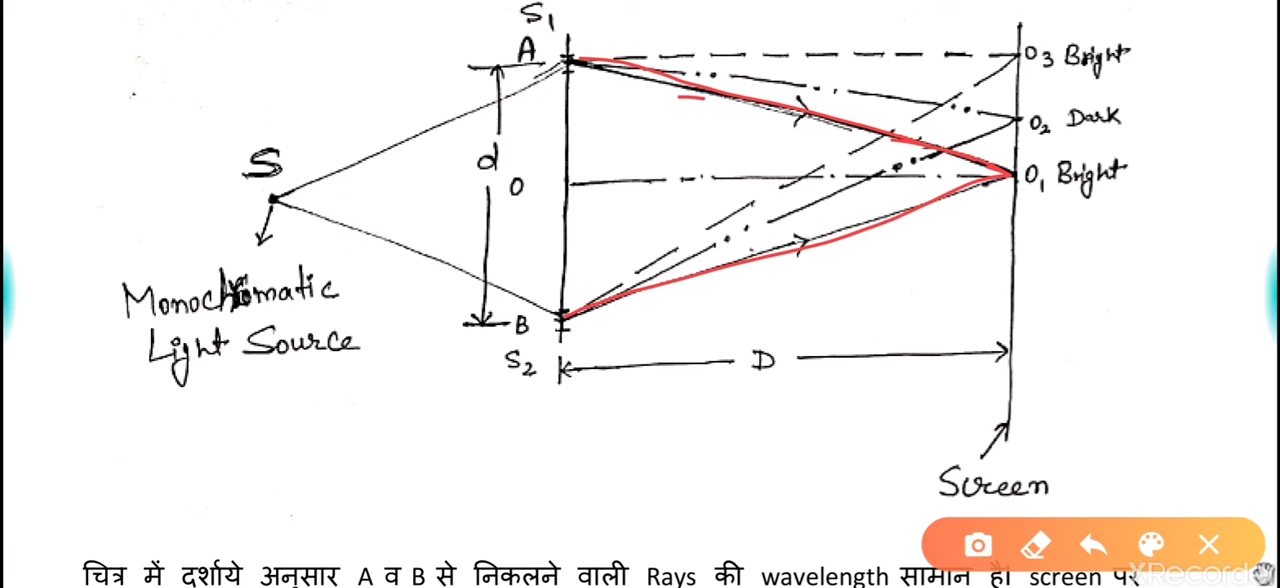 S1
A
O3 Bright
O2 Dark
S
d
O
O1 Bright
Monochromatic
Light Source
B
S2
D
Screen
चित्र में दर्शाये अनुसार A व B से निकलने वाली Rays की wavelength सामान हो screen पर
XRecorder